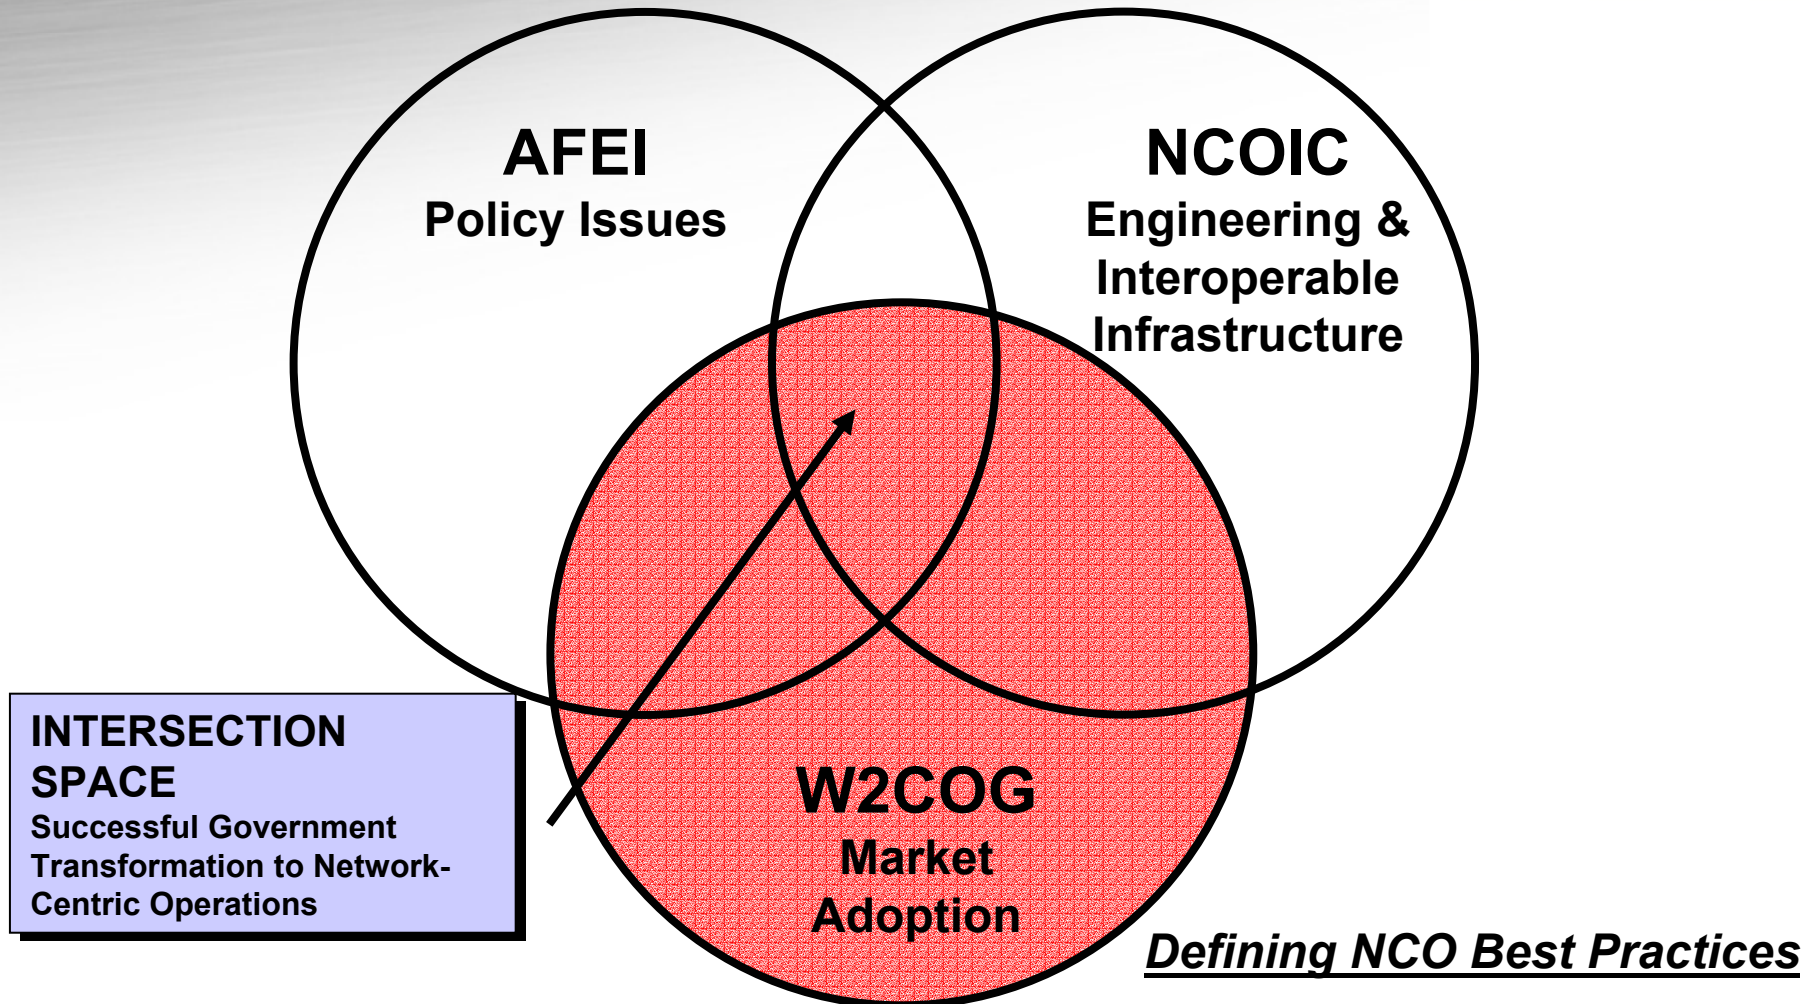 AFEI
Policy Issues
NCOIC
Engineering &
Interoperable
Infrastructure
INTERSECTION
SPACE
Successful Government
Transformation to Network-
Centric Operations
W2COG
Market
Adoption
Defining NCO Best Practices